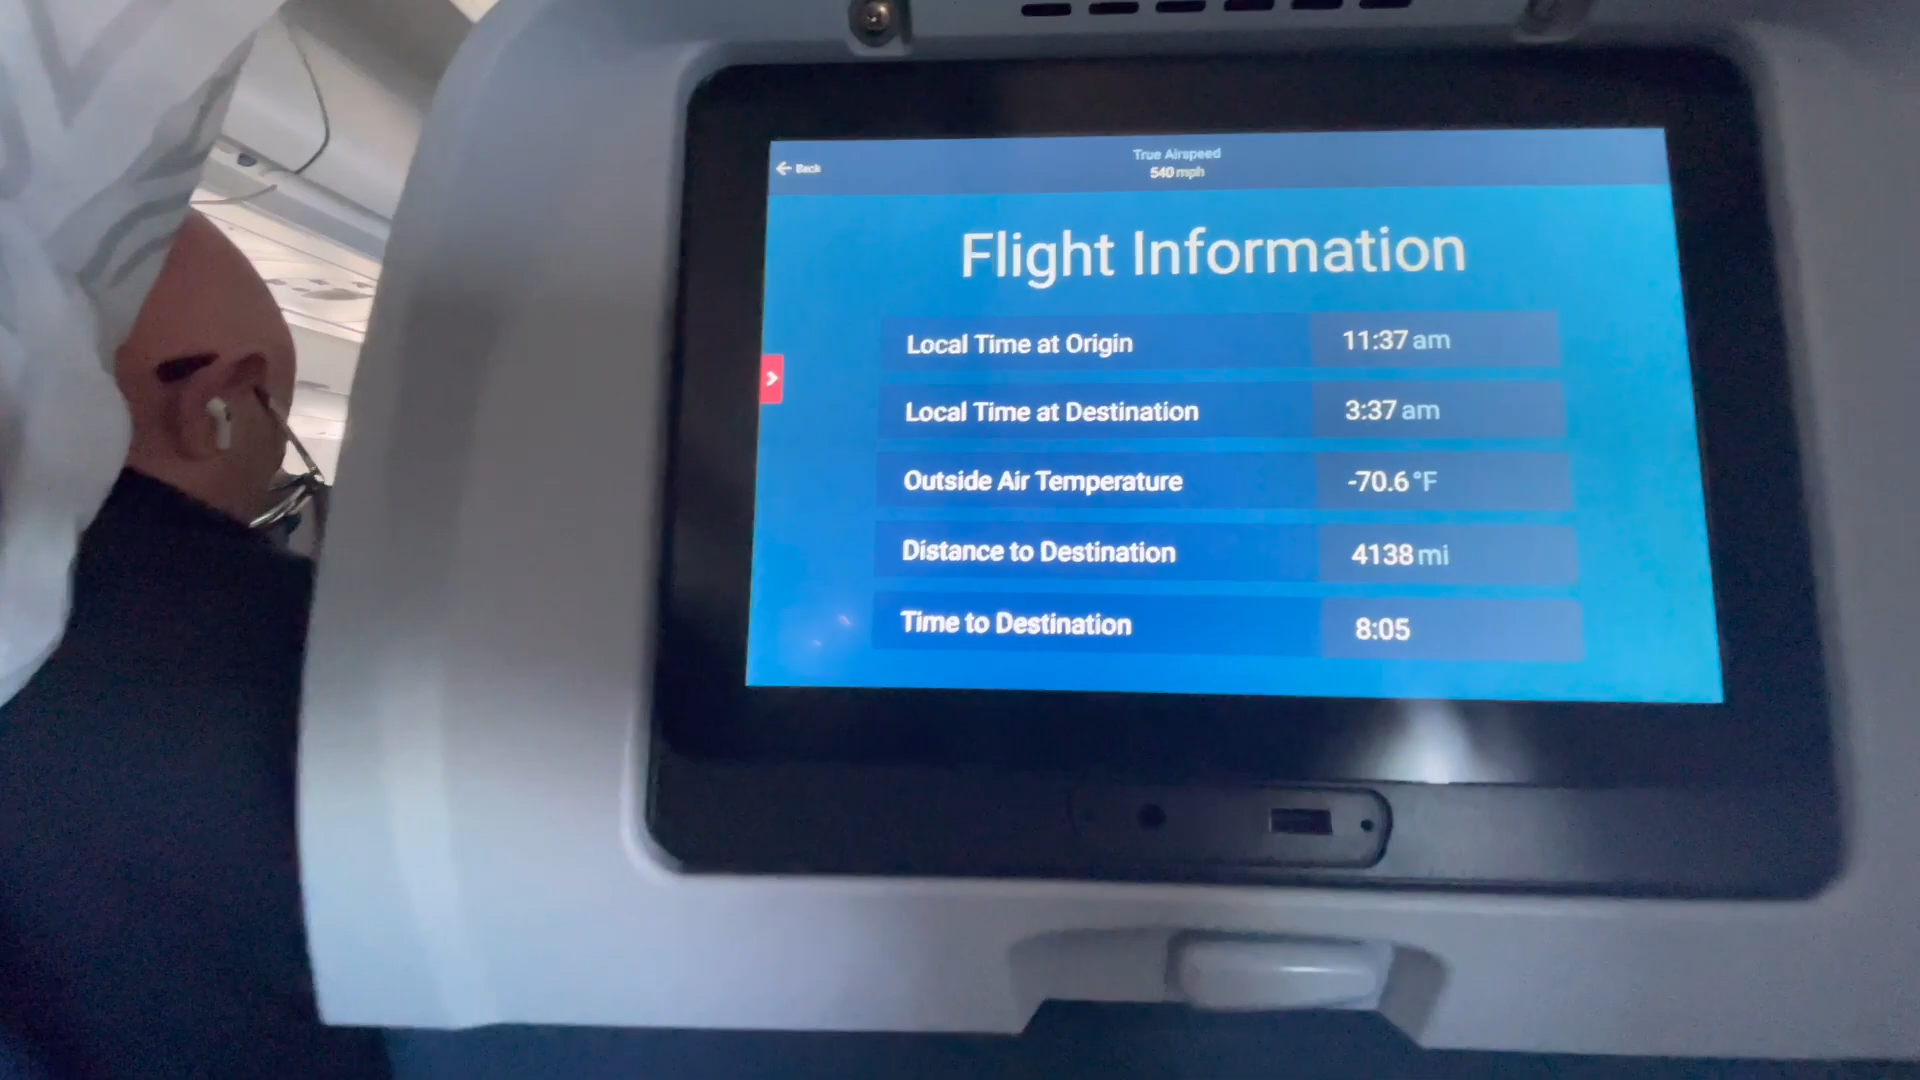 Back
True Airspeed
540 mph
Flight Information
Local Time at Origin 11:37 am
Local Time at Destination 3:37 am
Outside Air Temperature -70.6 °F
Distance to Destination 4138 mi
Time to Destination 8:05